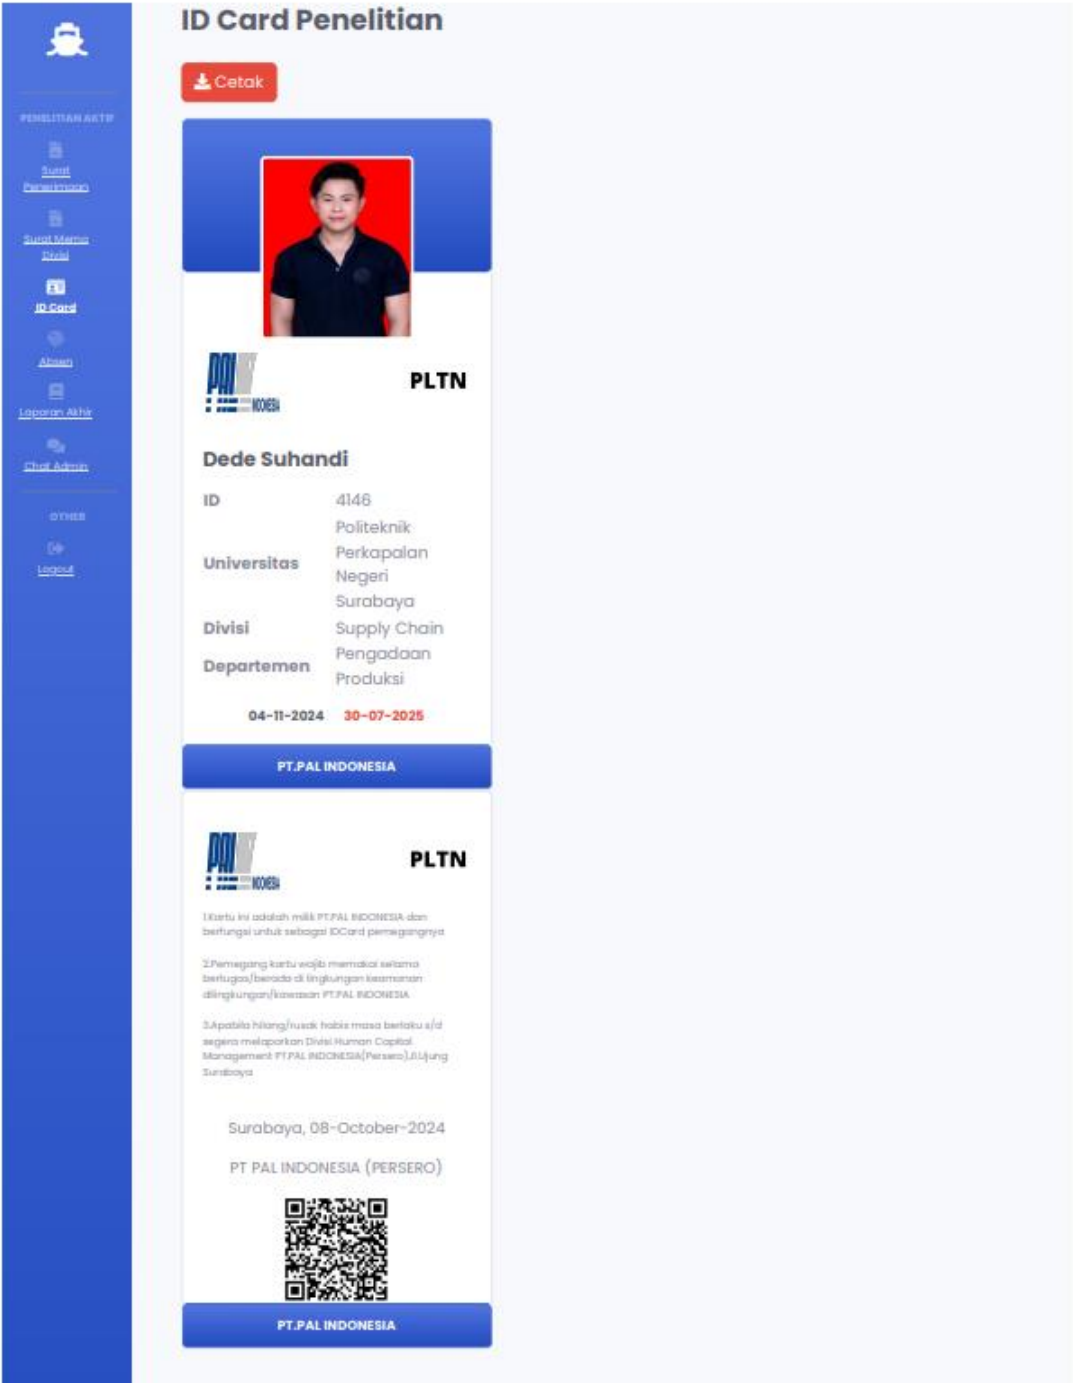 ID Card Penelitian
Cetak
PENELITIAN AKTIF
Surat
Penerimaan
Surat Memo
Divisi
ID Card
Absen
Laporan Akhir
Chat Admin
OTHER
Logout
PAL
INDONESIA
PLTN
Dede Suhandi
ID 4146
Universitas Politeknik
Perkapalan
Negeri
Surabaya
Divisi Supply Chain
Departemen Pengadaan
Produksi
04-11-2024 30-07-2025
PT.PAL INDONESIA
PAL
INDONESIA
PLTN
1.Kartu ini adalah milik PT.PAL INDONESIA dan
berfungsi untuk sebagai IDCard pemegangnya
2.Pemegang kartu wajib memakai selama
bertugas/berada di lingkungan keamanan
dilingkungan/kawasan PT.PAL INDONESIA
3.Apabila hilang/rusak habis masa berlaku s/d
segera melaporkan Divisi Human Capital
Management PT.PAL INDONESIA(Persero),Jl.Ujung
Surabaya
Surabaya, 08-October-2024
PT PAL INDONESIA (PERSERO)
PT.PAL INDONESIA